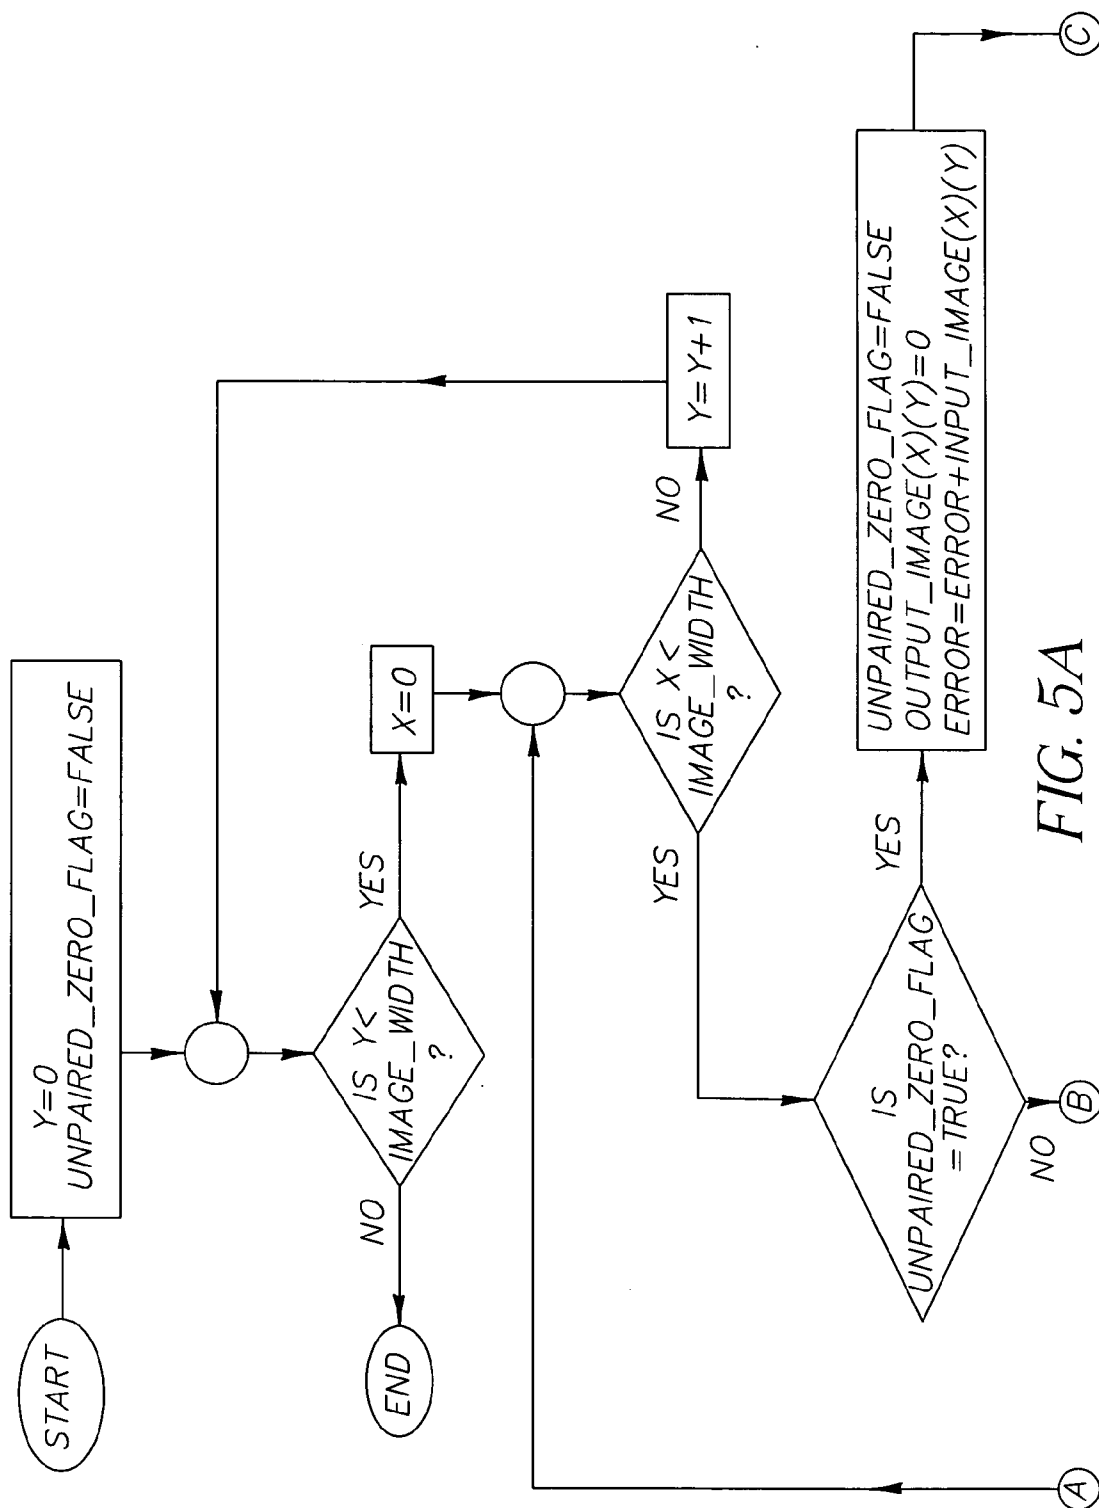 START
Y=0
UNPAIRED_ZERO_FLAG=FALSE
IS Y<
IMAGE_WIDTH
?
NO
YES
END
X=0
IS X<
IMAGE_WIDTH
?
YES
NO
Y=Y+1
IS
UNPAIRED_ZERO_FLAG
=TRUE?
NO
YES
UNPAIRED_ZERO_FLAG=FALSE
OUTPUT_IMAGE(X)(Y)=0
ERROR=ERROR+INPUT_IMAGE(X)(Y)
A
B
C
FIG. 5A